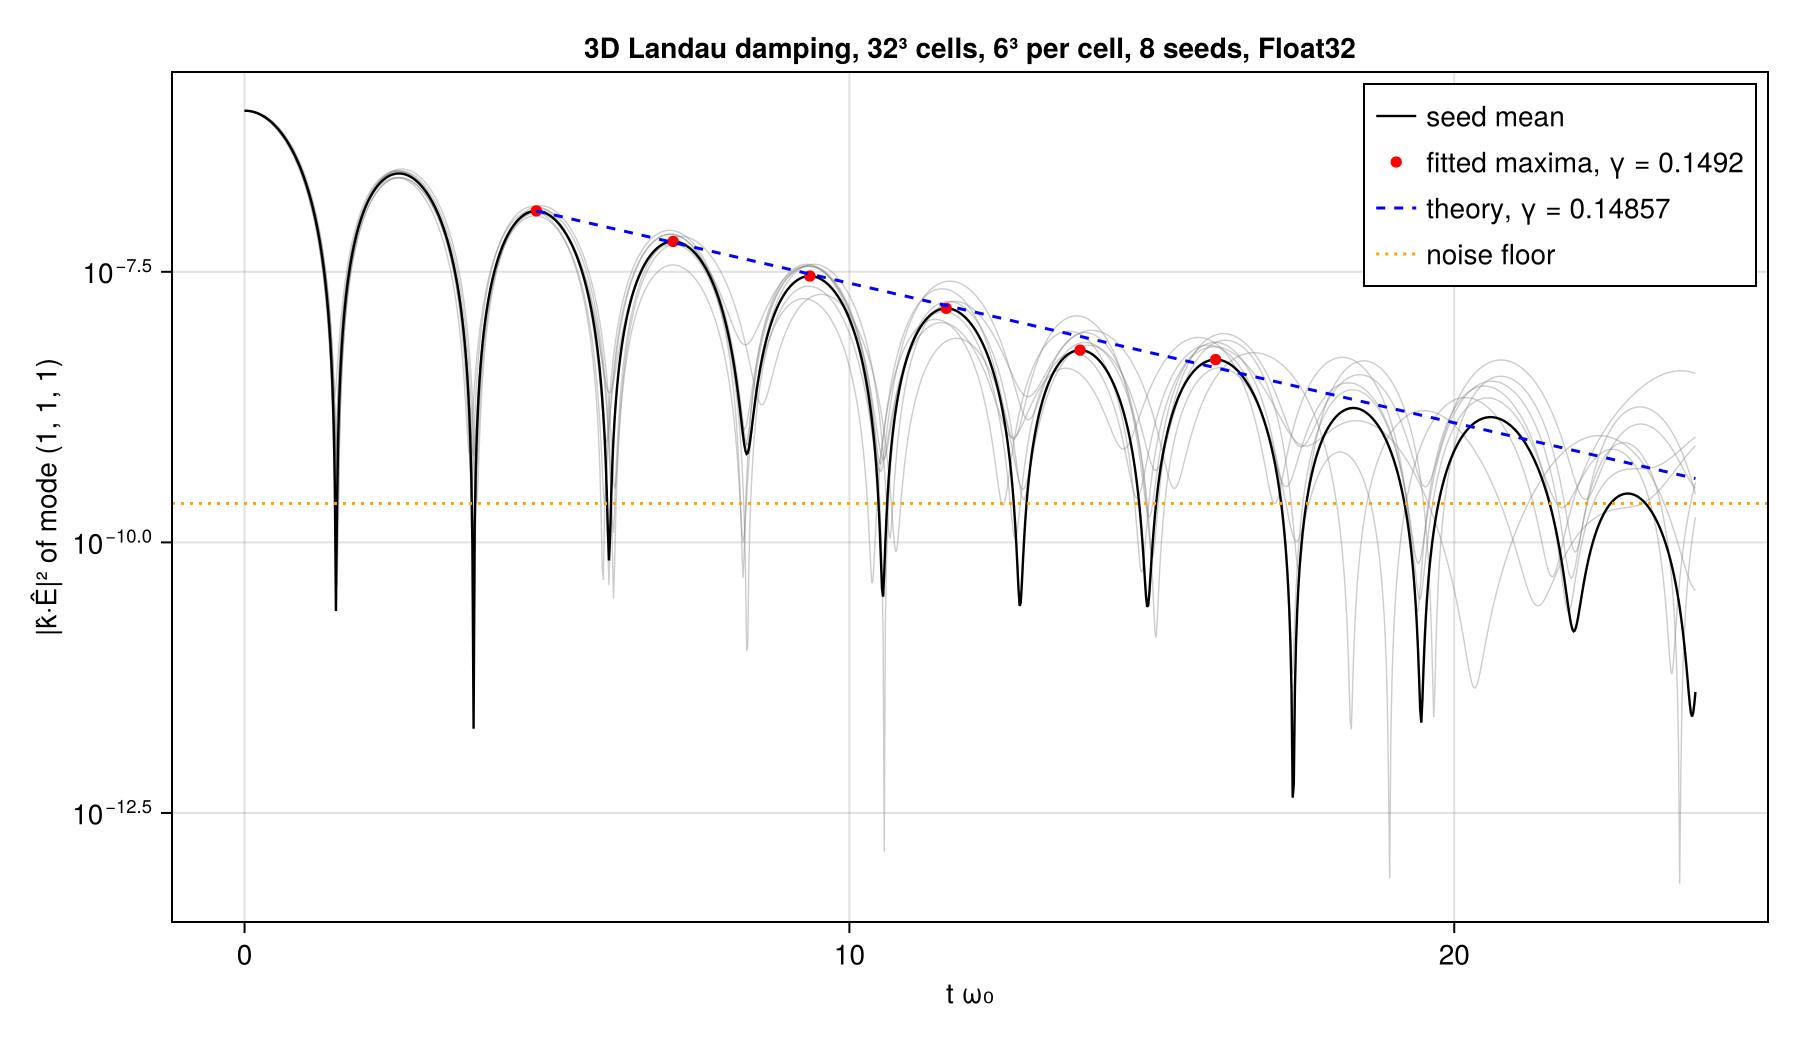 3D Landau damping, 32³ cells, 6³ per cell, 8 seeds, Float32
seed mean
fitted maxima, γ = 0.1492
theory, γ = 0.14857
noise floor
|k̂·Ê|² of mode (1, 1, 1)
10⁻⁷·⁵
10⁻¹⁰·⁰
10⁻¹²·⁵
0
10
20
t ω₀